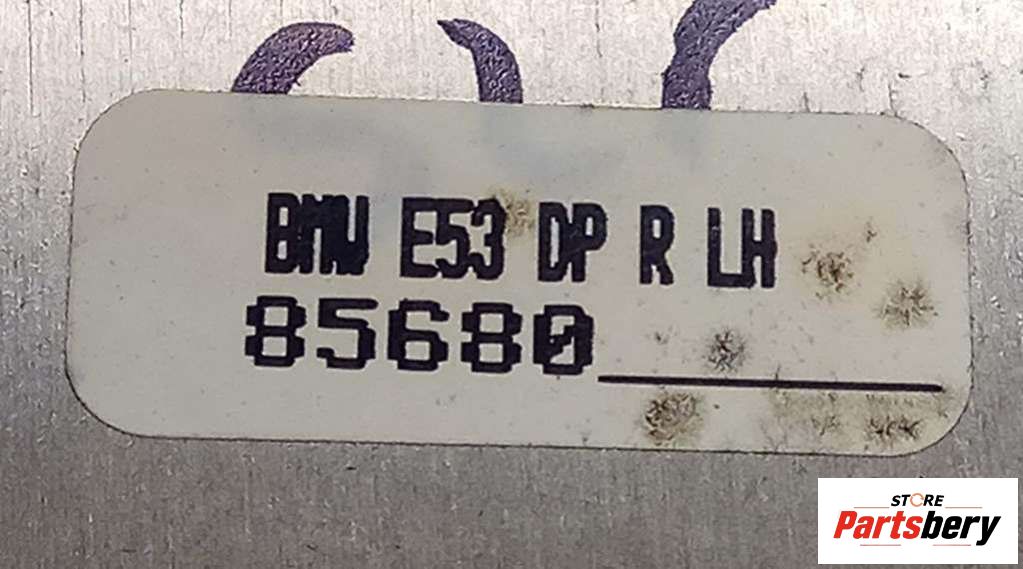 BMW E53 DP R LH
85680
STORE
Partsbery